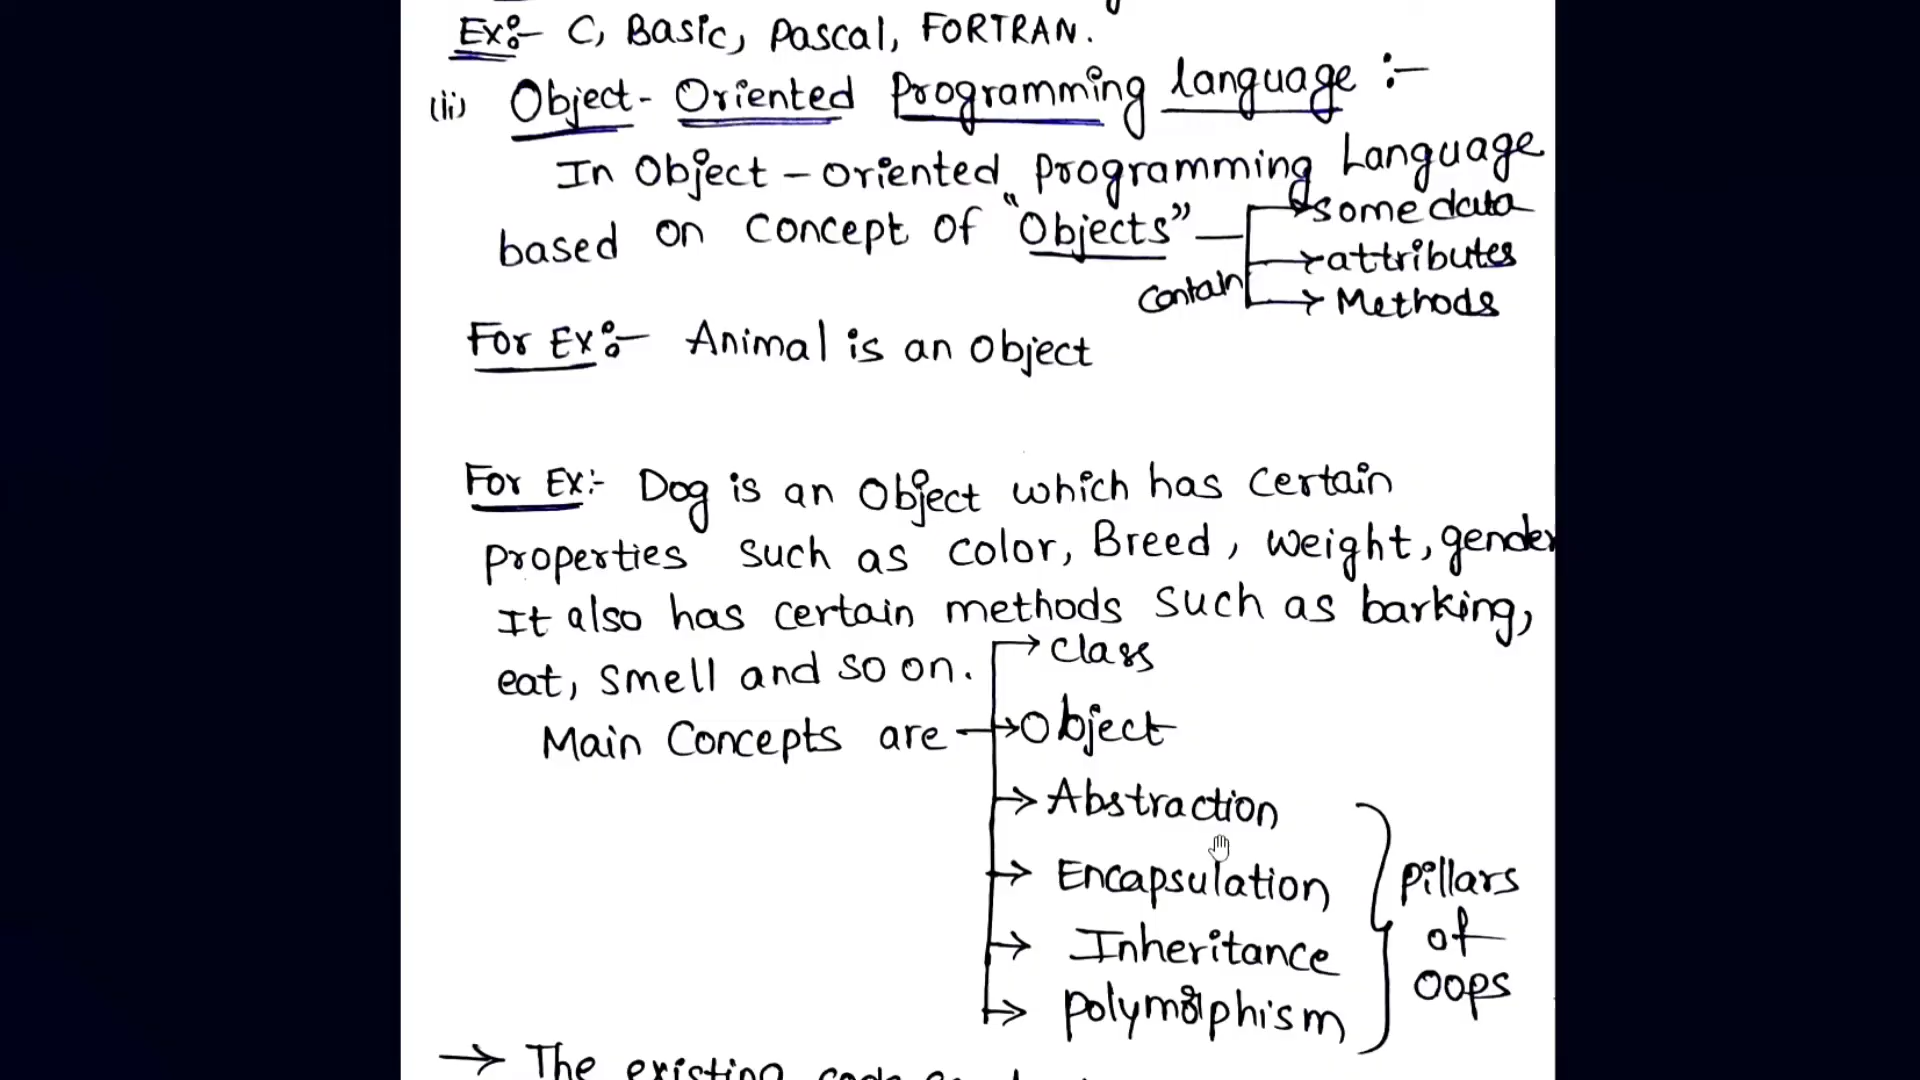 Ex:- C, Basic, Pascal, FORTRAN.
(ii) Object-Oriented Programming language :-
In Object-oriented Programming Language
based on concept of "Objects" —
contain
→ some data
→ attributes
→ Methods
For Ex:- Animal is an object
For Ex:- Dog is an object which has certain
properties such as color, Breed, weight, gender
It also has certain methods such as barking,
eat, smell and so on.
Main Concepts are
→ class
→ Object
→ Abstraction
→ Encapsulation
→ Inheritance
→ polymorphism
Pillars
of
OOPS
→ The existing code